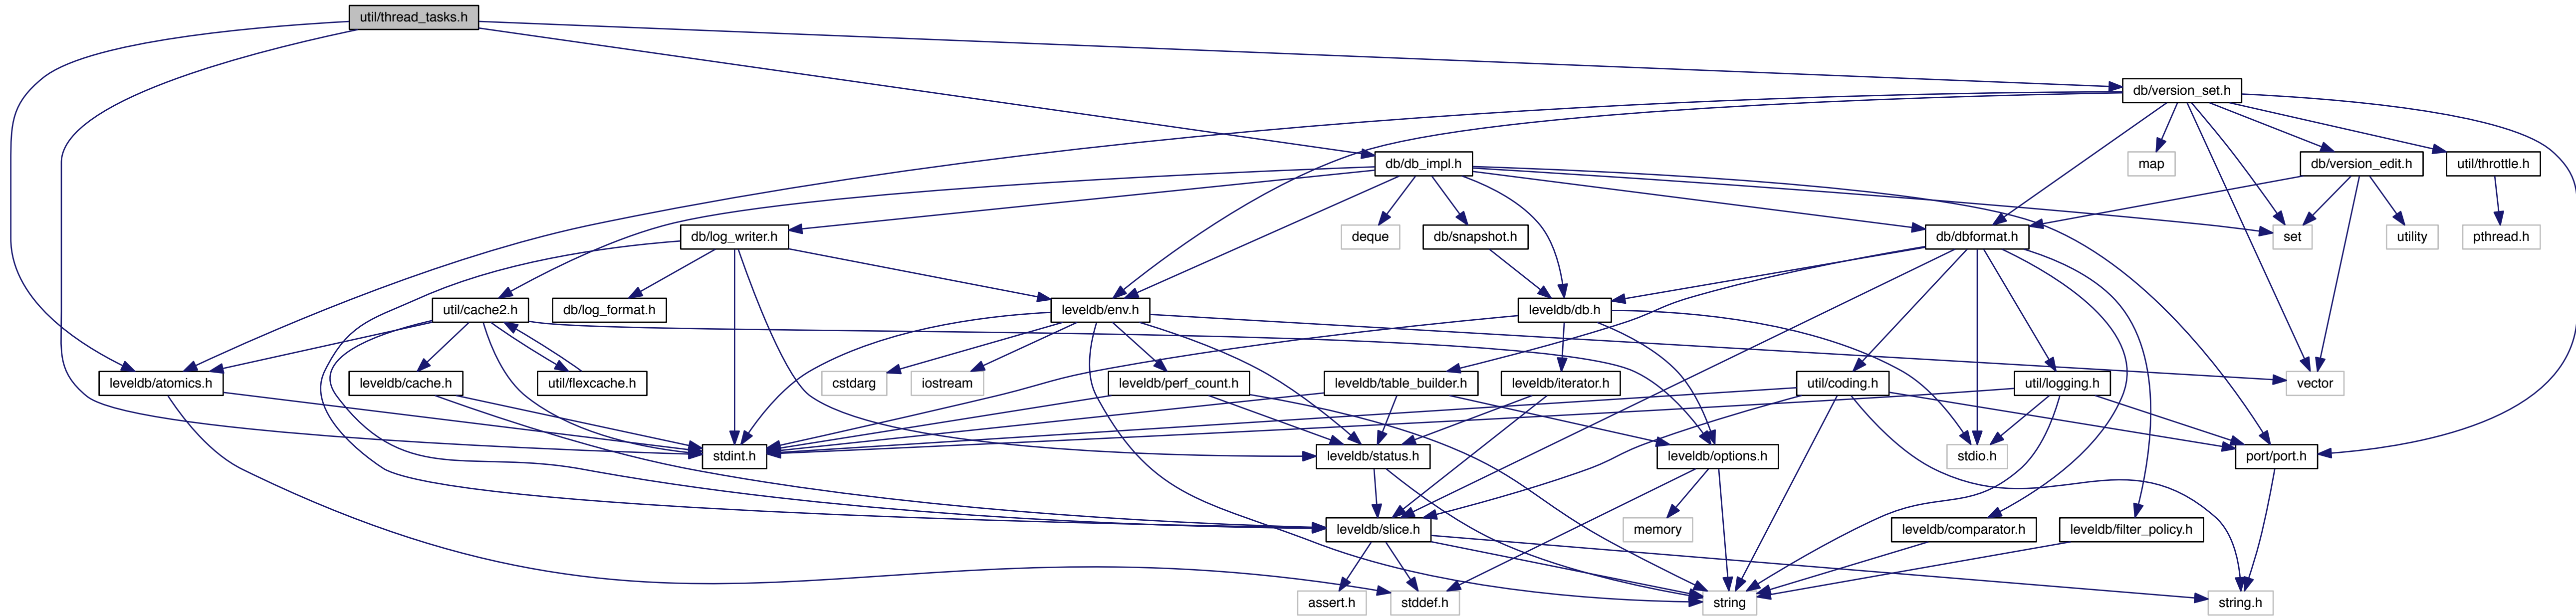 util/thread_tasks.h
db/version_set.h
db/db_impl.h
map
db/version_edit.h
util/throttle.h
db/log_writer.h
deque
db/snapshot.h
db/dbformat.h
set
utility
pthread.h
util/cache2.h
db/log_format.h
leveldb/env.h
leveldb/db.h
leveldb/atomics.h
leveldb/cache.h
util/flexcache.h
cstdarg
iostream
leveldb/perf_count.h
leveldb/table_builder.h
leveldb/iterator.h
util/coding.h
util/logging.h
vector
stdint.h
leveldb/status.h
leveldb/options.h
stdio.h
port/port.h
leveldb/slice.h
memory
leveldb/comparator.h
leveldb/filter_policy.h
assert.h
stddef.h
string
string.h